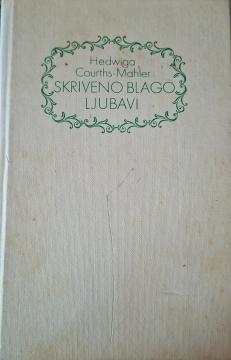 Hedwiga
Courths-Mahler
SKRIVENO BLAGO
LJUBAVI